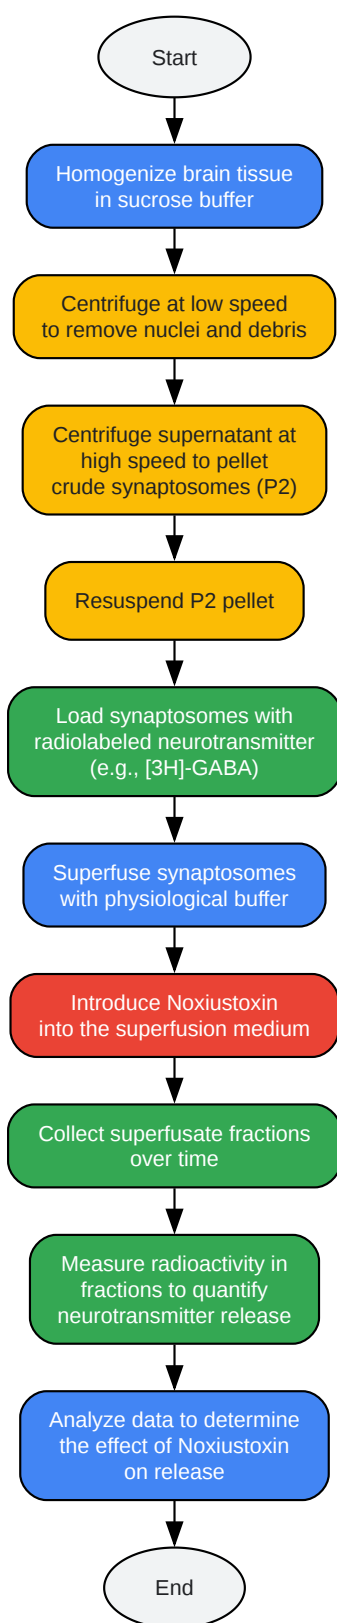 Start
Homogenize brain tissue
in sucrose buffer
Centrifuge at low speed
to remove nuclei and debris
Centrifuge supernatant at
high speed to pellet
crude synaptosomes (P2)
Resuspend P2 pellet
Load synaptosomes with
radiolabeled neurotransmitter
(e.g., [3H]-GABA)
Superfuse synaptosomes
with physiological buffer
Introduce Noxiustoxin
into the superfusion medium
Collect superfusate fractions
over time
Measure radioactivity in
fractions to quantify
neurotransmitter release
Analyze data to determine
the effect of Noxiustoxin
on release
End